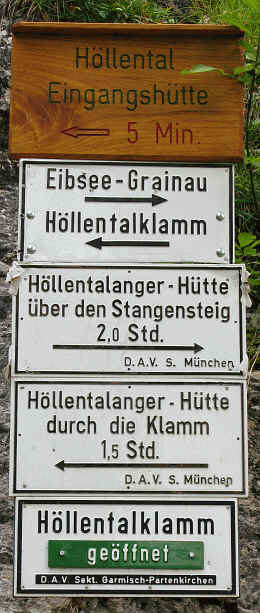 Höllental
Eingangshütte
5 Min.
Eibsee-Grainau
Höllentalklamm
Höllentalanger-Hütte
über den Stangensteig
2,0 Std.
D.A.V. S. München
Höllentalanger-Hütte
durch die Klamm
1,5 Std.
D.A.V. S. München
Höllentalklamm
geöffnet
D.A.V Sekt. Garmisch-Partenkirchen